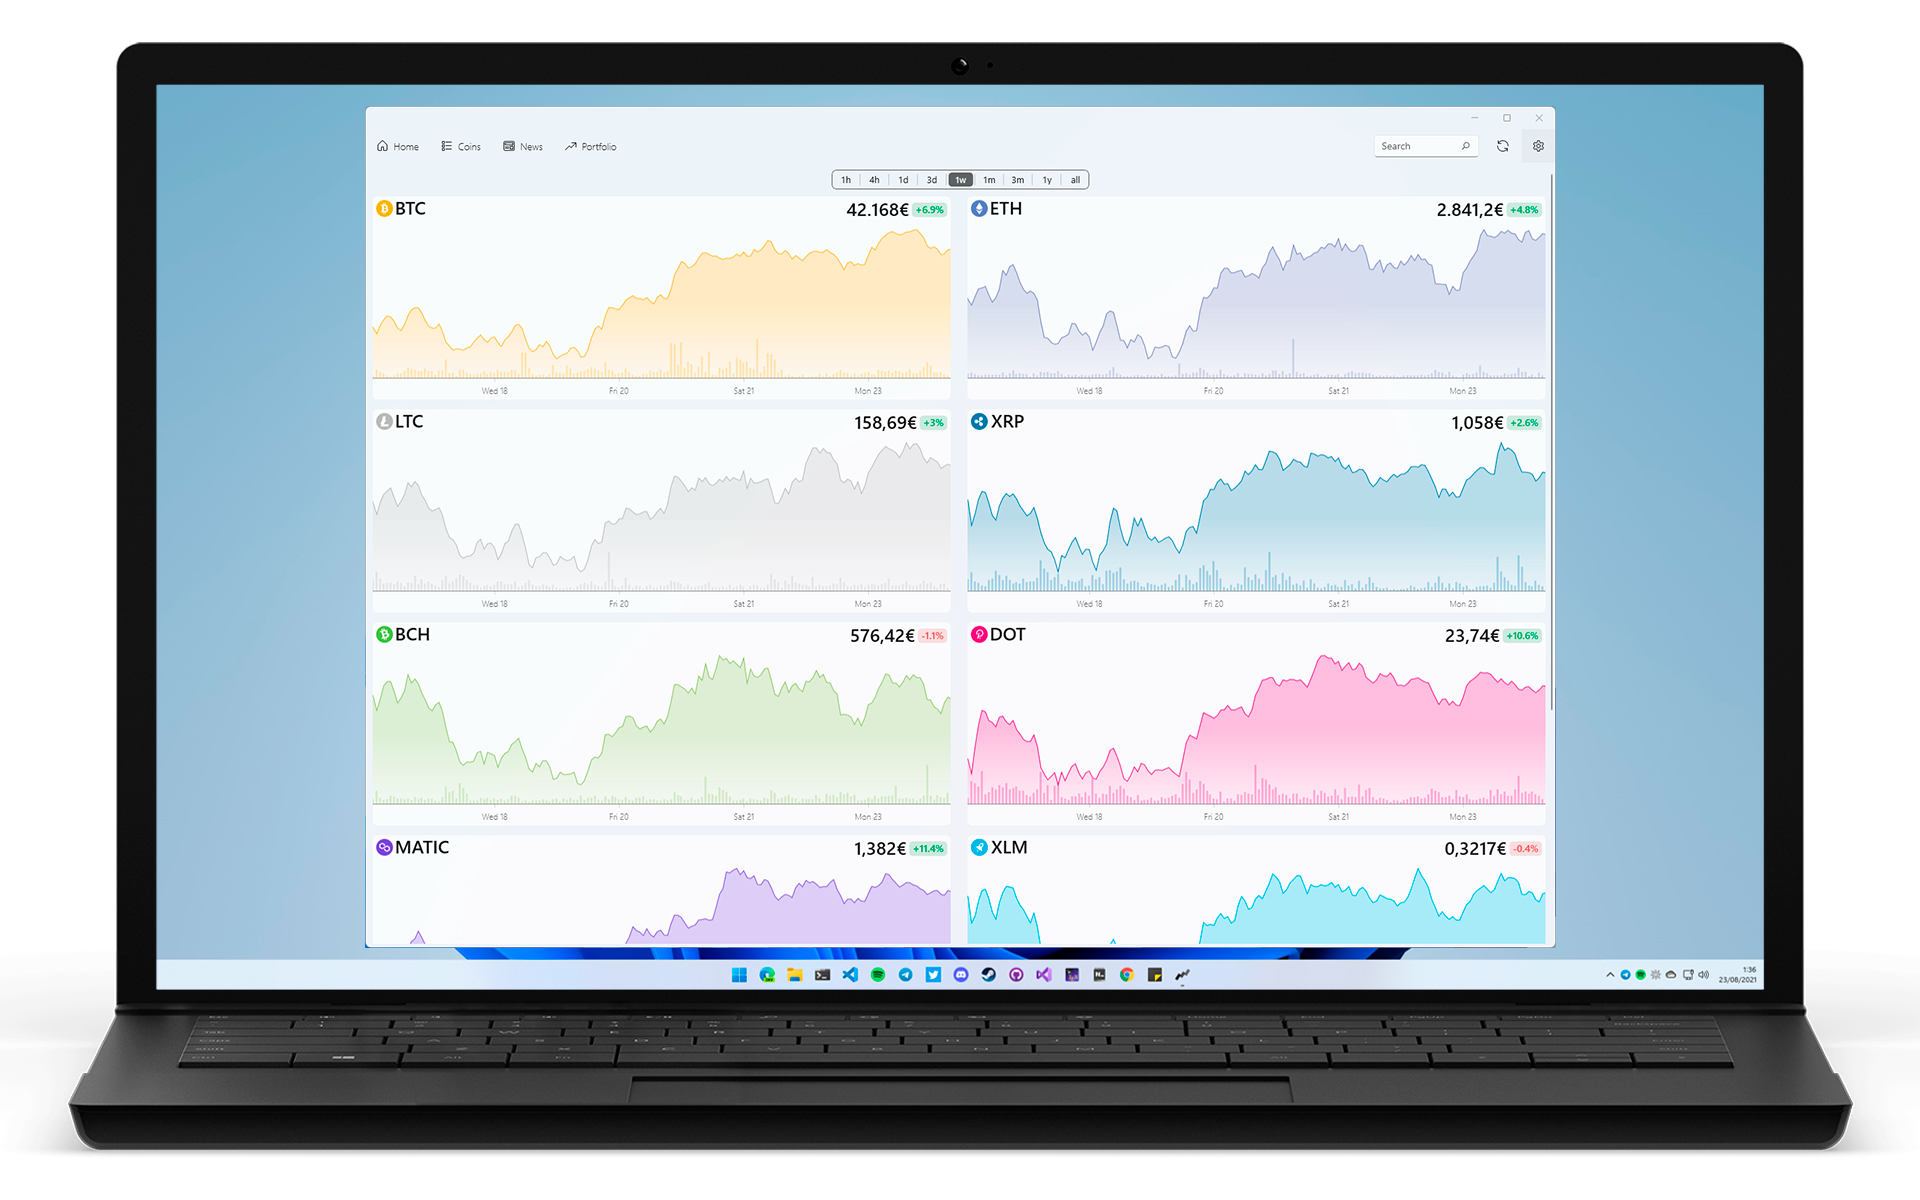 Home Coins News Portfolio Search
1h 4h 1d 3d 1w 1m 3m 1y all
BTC 42.168€ +6.9%
Wed 18 Fri 20 Sat 21 Mon 23
ETH 2.841,2€ +4.8%
Wed 18 Fri 20 Sat 21 Mon 23
LTC 158,69€ +3%
Wed 18 Fri 20 Sat 21 Mon 23
XRP 1,058€ +2.6%
Wed 18 Fri 20 Sat 21 Mon 23
BCH 576,42€ -1.1%
Wed 18 Fri 20 Sat 21 Mon 23
DOT 23,74€ +10.6%
Wed 18 Fri 20 Sat 21 Mon 23
MATIC 1,382€ +11.4%
XLM 0,3217€ -0.4%
1:36
23/08/2021